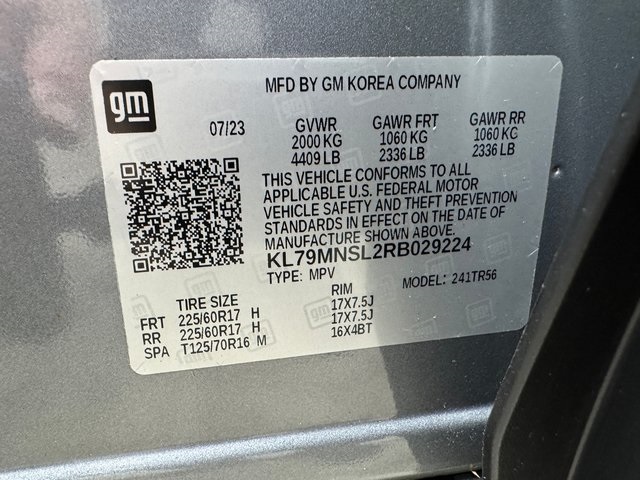 gm
MFD BY GM KOREA COMPANY
07/23
GVWR GAWR FRT GAWR RR
2000 KG 1060 KG 1060 KG
4409 LB 2336 LB 2336 LB
THIS VEHICLE CONFORMS TO ALL
APPLICABLE U.S. FEDERAL MOTOR
VEHICLE SAFETY AND THEFT PREVENTION
STANDARDS IN EFFECT ON THE DATE OF
MANUFACTURE SHOWN ABOVE.
KL79MNSL2RB029224
TYPE: MPV MODEL: 241TR56
TIRE SIZE RIM
FRT 225/60R17 H 17X7.5J
RR 225/60R17 H 17X7.5J
SPA T125/70R16 M 16X4BT